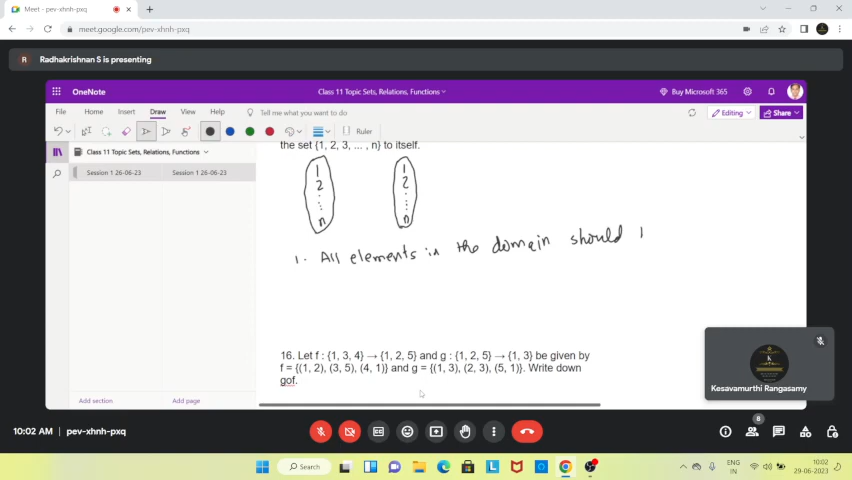 Meet - pev-xhnh-pxq
meet.google.com/pev-xhnh-pxq
R Radhakrishnan S is presenting
OneNote
Class 11 Topic Sets, Relations, Functions
Buy Microsoft 365
File Home Insert Draw View Help Tell me what you want to do
Editing Share
Ruler
Class 11 Topic Sets, Relations, Functions
Session 1 26-06-23 Session 1 26-06-23
the set {1, 2, 3, ... , n} to itself.
1 1
2 2
n n
1. All elements in the domain should
16. Let f : {1, 3, 4} → {1, 2, 5} and g : {1, 2, 5} → {1, 3} be given by
f = {(1, 2), (3, 5), (4, 1)} and g = {(1, 3), (2, 3), (5, 1)}. Write down
gof.
K
Kesavamurthi Rangasamy
Add section Add page
10:02 AM pev-xhnh-pxq
8
Search
ENG
IN
10:02
29-06-2023